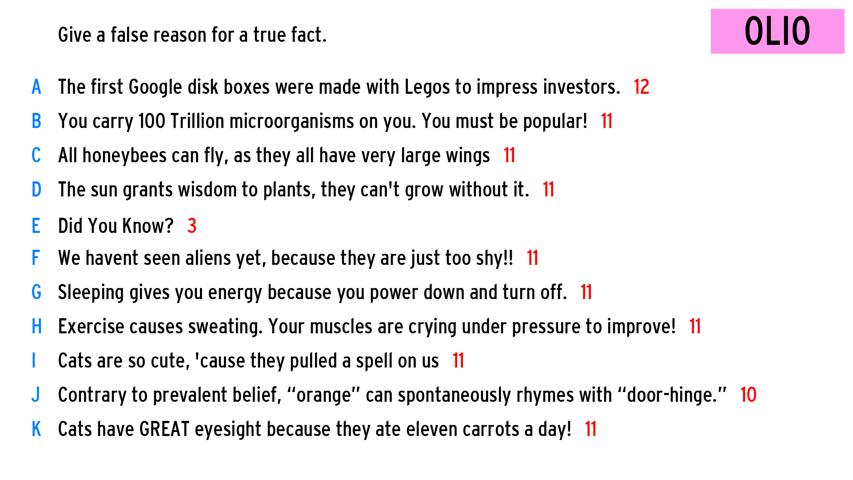 Give a false reason for a true fact.
OLIO
A The first Google disk boxes were made with Legos to impress investors. 12
B You carry 100 Trillion microorganisms on you. You must be popular! 11
C All honeybees can fly, as they all have very large wings 11
D The sun grants wisdom to plants, they can't grow without it. 11
E Did You Know? 3
F We havent seen aliens yet, because they are just too shy!! 11
G Sleeping gives you energy because you power down and turn off. 11
H Exercise causes sweating. Your muscles are crying under pressure to improve! 11
I Cats are so cute, 'cause they pulled a spell on us 11
J Contrary to prevalent belief, “orange” can spontaneously rhymes with “door-hinge.” 10
K Cats have GREAT eyesight because they ate eleven carrots a day! 11